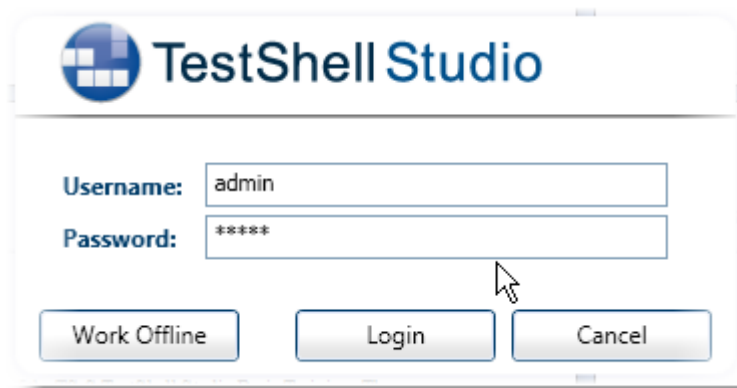 TestShell Studio
Username: admin
Password: *****
Work Offline Login Cancel